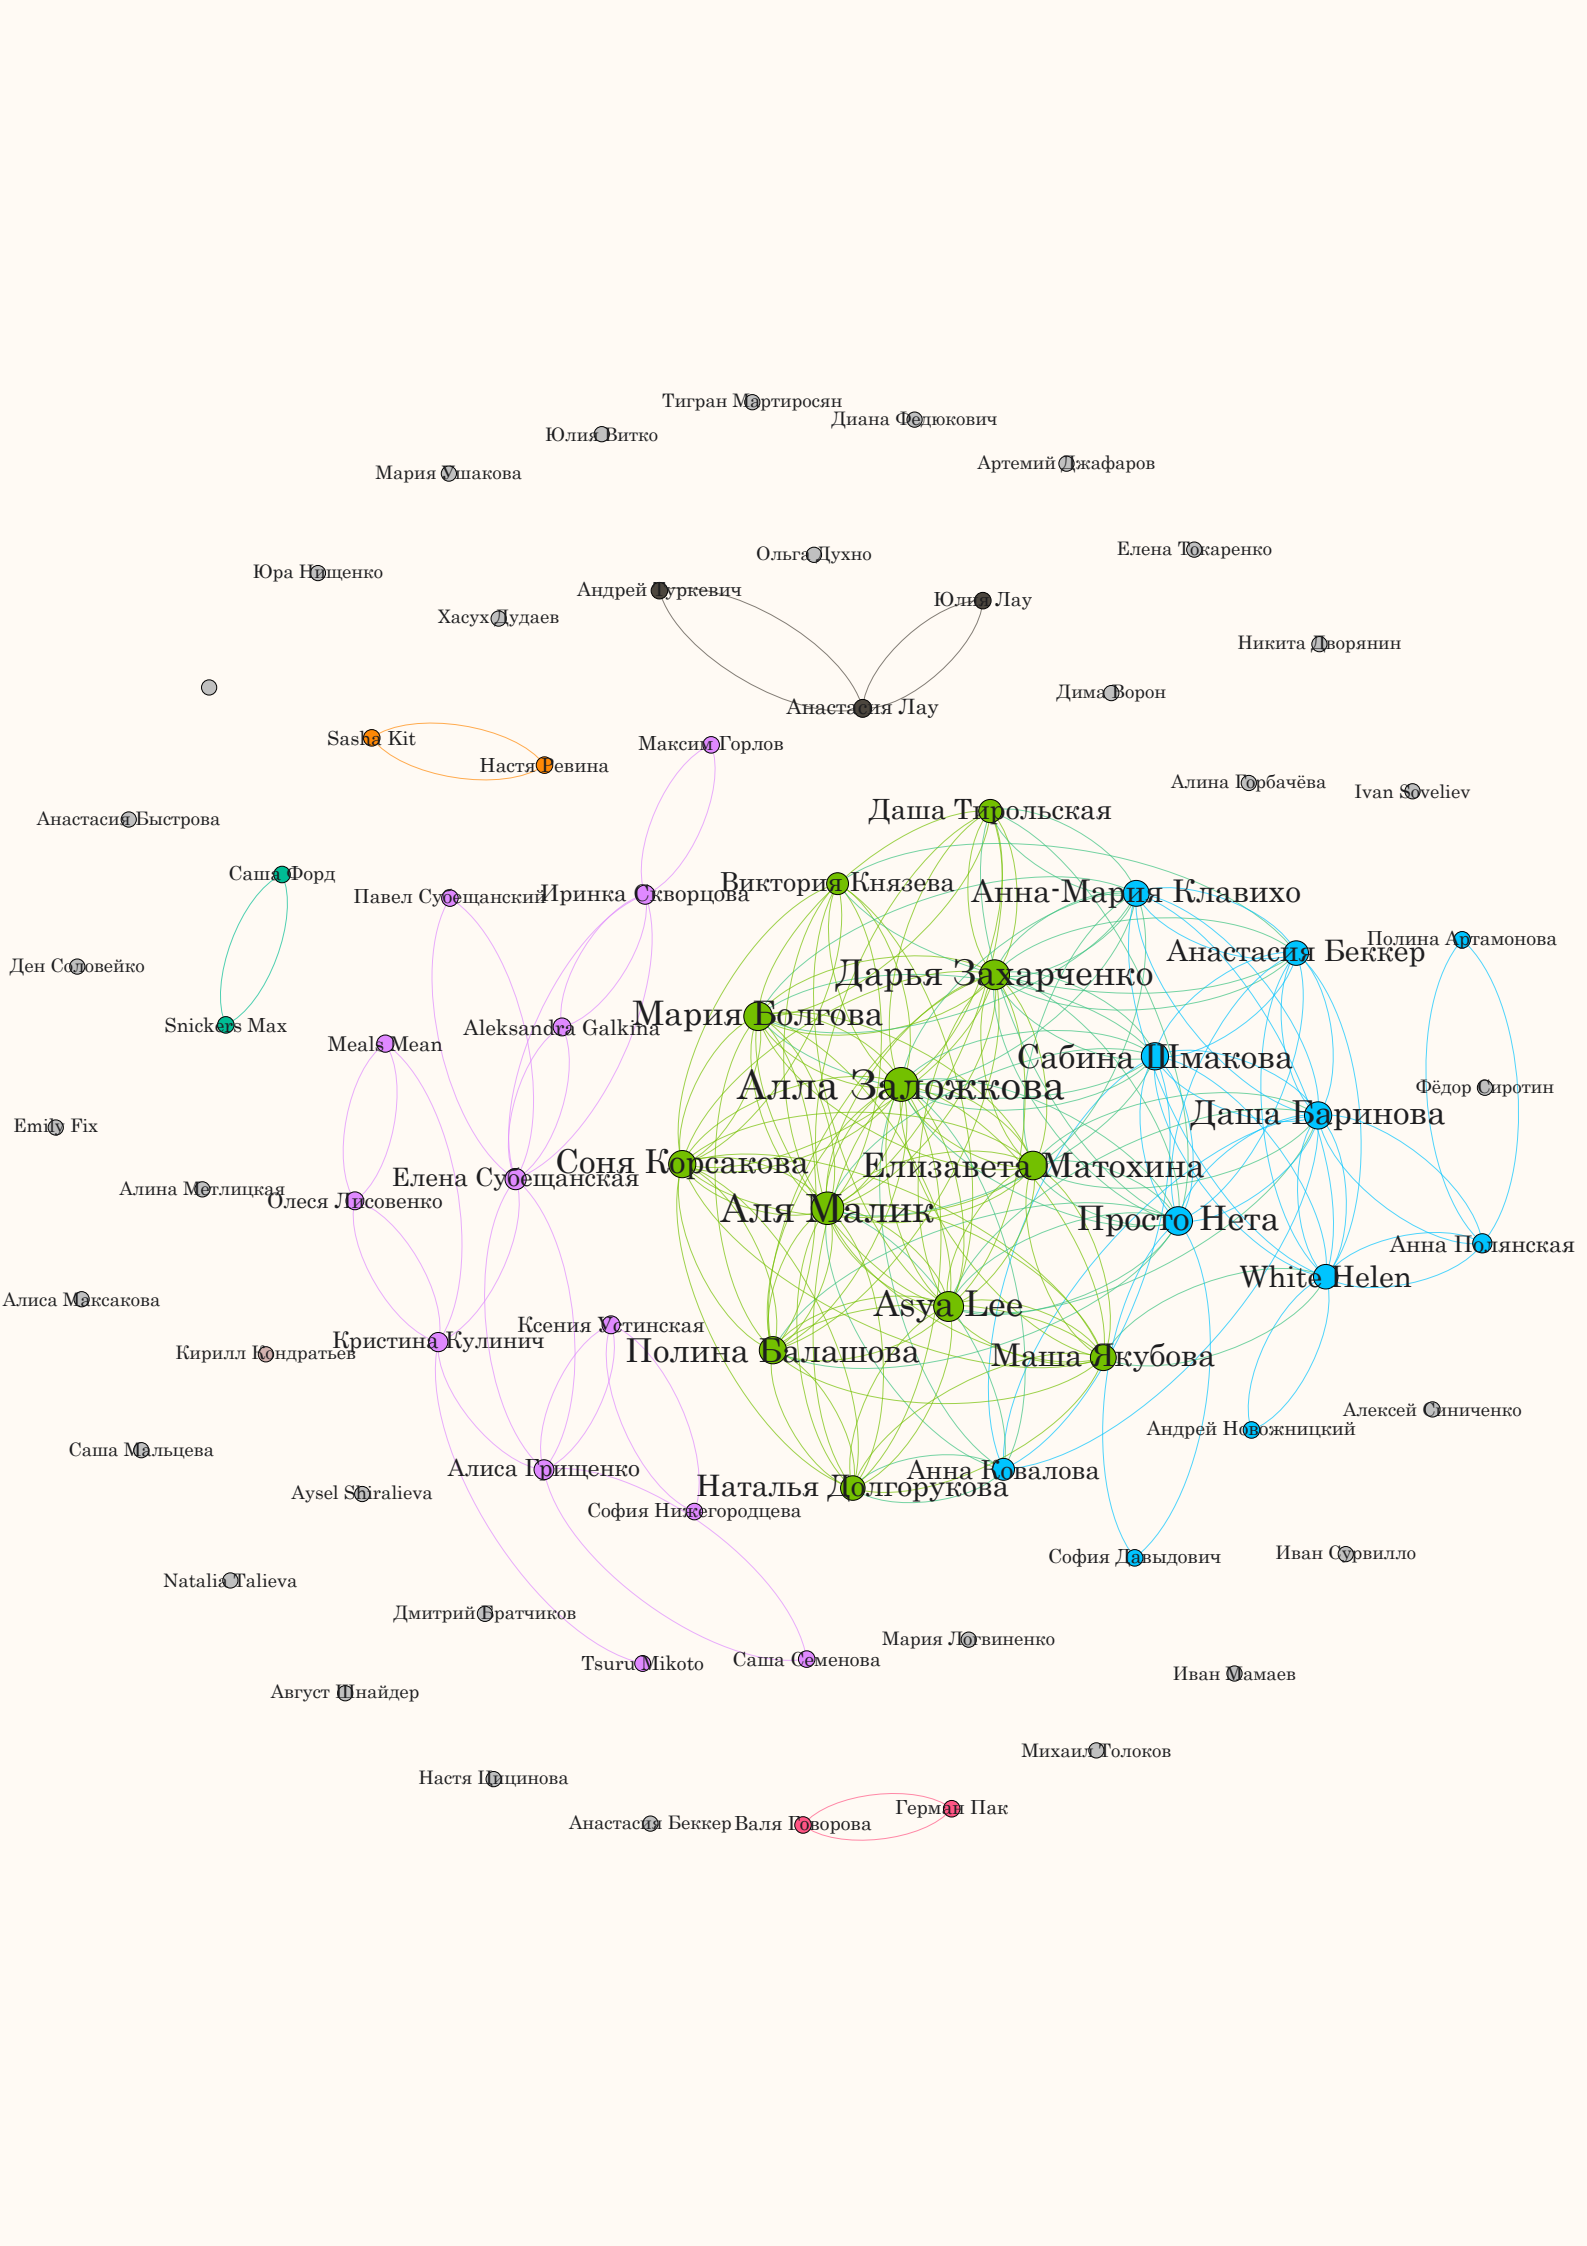 Тигран Мартиросян
Диана Федюкович
Юлия Витко
Артемий Джафаров
Мария Ушакова
Елена Токаренко
Ольга Духно
Юра Нищенко
Андрей Туркевич
Юлия Лау
Хасух Дудаев
Никита Дворянин
Дима Ворон
Анастасия Лау
Sasha Kit
Максим Горлов
Настя Ревина
Алина Горбачёва
Ivan Soveliev
Даша Тирольская
Анастасия Быстрова
Саша Форд
Виктория Князева
Анна-Мария Клавихо
Павел Субещанский
Иринка Скворцова
Полина Артамонова
Анастасия Беккер
Ден Соловейко
Дарья Захарченко
Мария Болгова
Snickers Max
Aleksandra Galkina
Meals Mean
Сабина Шмакова
Алла Заложкова
Фёдор Сиротин
Даша Баринова
Emily Fix
Соня Корсакова
Елизавета Матохина
Елена Субещанская
Алина Метлицкая
Олеся Лисовенко
Аля Малик
Просто Нета
Анна Полянская
White Helen
Алиса Максакова
Asya Lee
Ксения Устинская
Кристина Кулинич
Кирилл Кондратьев
Полина Балашова
Маша Якубова
Алексей Синиченко
Андрей Новожницкий
Саша Мальцева
Алиса Грищенко
Анна Ковалова
Наталья Долгорукова
Aysel Shiralieva
София Нижегородцева
София Давыдович
Иван Сурвилло
Natalia Talieva
Дмитрий Братчиков
Мария Логвиненко
Tsuru Mikoto
Саша Семенова
Иван Мамаев
Август Шнайдер
Михаил Толоков
Настя Цицинова
Герман Пак
Анастасия Беккер
Валя Говорова